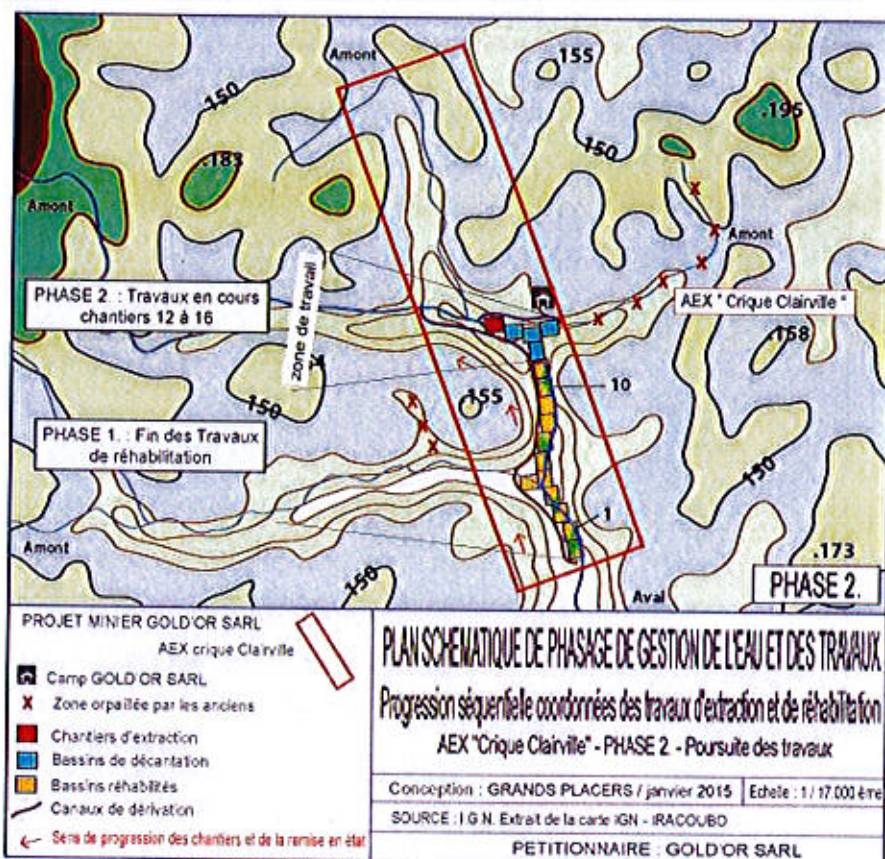 Amont
155
150
.195
150
.183
Amont
Amont
PHASE 2. : Travaux en cours
chantiers 12 à 16
zone de travail
AEX " Crique Clairville "
.158
10
155
150
PHASE 1. : Fin des Travaux
de réhabilitation
150
1
Amont
150
.173
Aval
PHASE 2.
PROJET MINIER GOLD'OR SARL
AEX crique Clairville
Camp GOLD'OR SARL
X Zone orpaillée par les anciens
Chantiers d'extraction
Bassins de décantation
Bassins réhabilités
Canaux de dérivation
Sens de progression des chantiers et de la remise en état
PLAN SCHEMATIQUE DE PHASAGE DE GESTION DE L'EAU ET DES TRAVAUX
Progression séquentielle coordonnées des travaux d'extraction et de réhabilitation
AEX "Crique Clairville" - PHASE 2 - Poursuite des travaux
Conception : GRANDS PLACERS / janvier 2015
Echelle : 1 / 17.000 ème
SOURCE : I G N. Extrait de la carte IGN - IRACOUBO
PETITIONNAIRE : GOLD'OR SARL